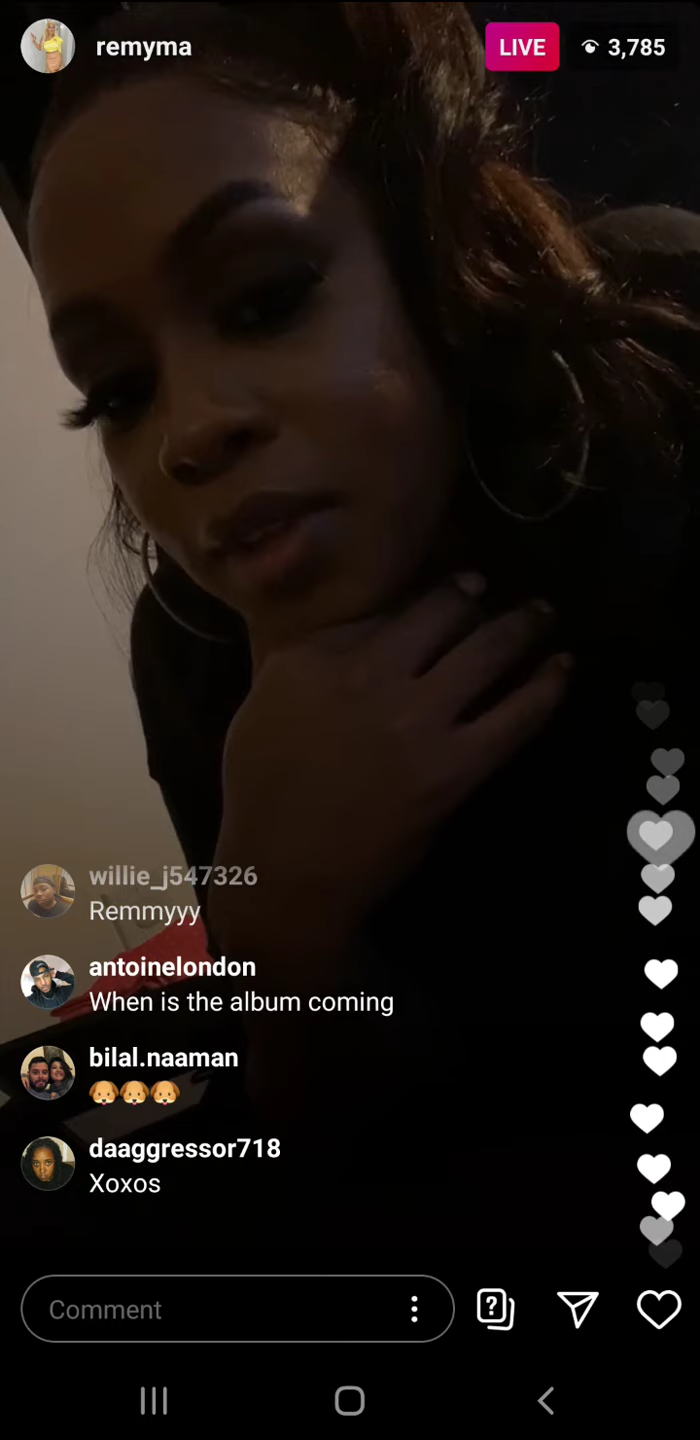 remyma
LIVE
3,785
willie_j547326
Remmyyy
antoinelondon
When is the album coming
bilal.naaman
daaggressor718
Xoxos
Comment